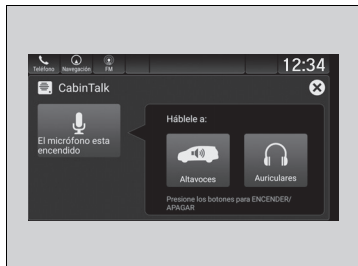 Teléfono Navegación FM 12:34
CabinTalk
El micrófono esta
encendido
Háblele a:
Altavoces Auriculares
Presione los botones para ENCENDER/
APAGAR